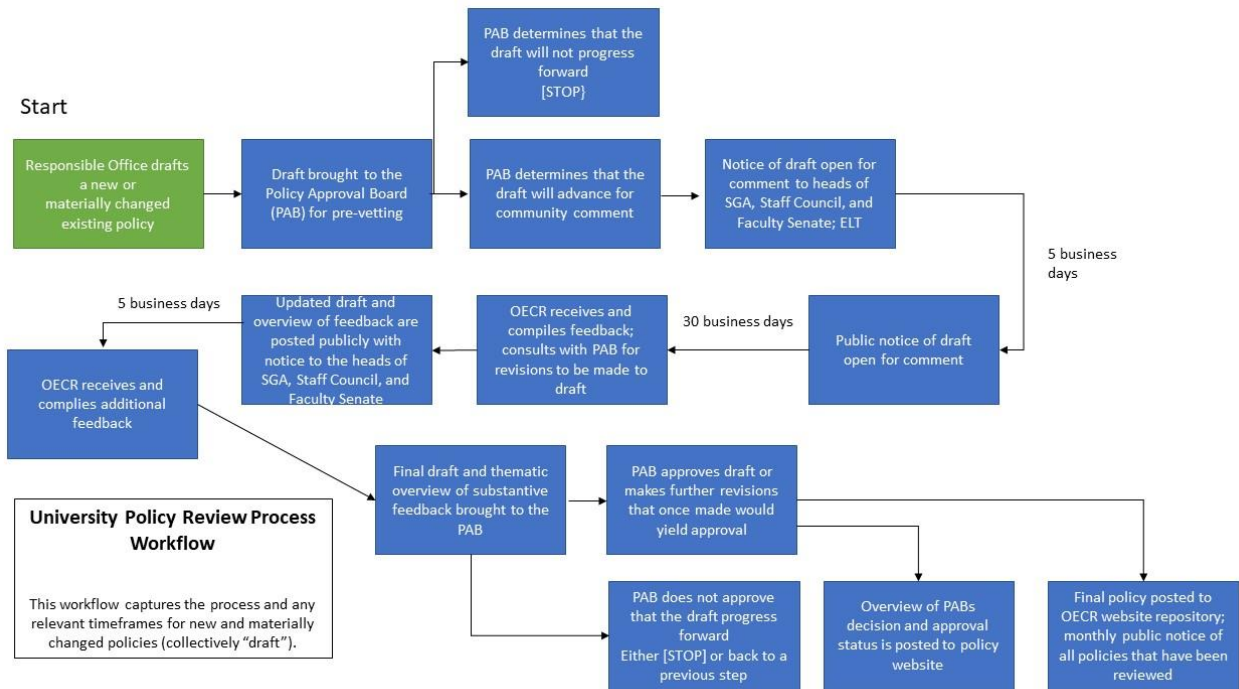 PAB determines that the
draft will not progress
forward
[STOP}
Start
Responsible Office drafts
a new or
materially changed
existing policy
Draft brought to the
Policy Approval Board
(PAB) for pre-vetting
PAB determines that the
draft will advance for
community comment
Notice of draft open for
comment to heads of
SGA, Staff Council, and
Faculty Senate; ELT
5 business
days
Public notice of draft
open for comment
30 business days
OECR receives and
compiles feedback;
consults with PAB for
revisions to be made to
draft
Updated draft and
overview of feedback are
posted publicly with
notice to the heads of
SGA, Staff Council, and
Faculty Senate
5 business days
OECR receives and
complies additional
feedback
Final draft and thematic
overview of substantive
feedback brought to the
PAB
PAB approves draft or
makes further revisions
that once made would
yield approval
PAB does not approve
that the draft progress
forward
Either [STOP] or back to a
previous step
Overview of PABs
decision and approval
status is posted to policy
website
Final policy posted to
OECR website repository;
monthly public notice of
all policies that have been
reviewed
University Policy Review Process
Workflow
This workflow captures the process and any
relevant timeframes for new and materially
changed policies (collectively “draft”).